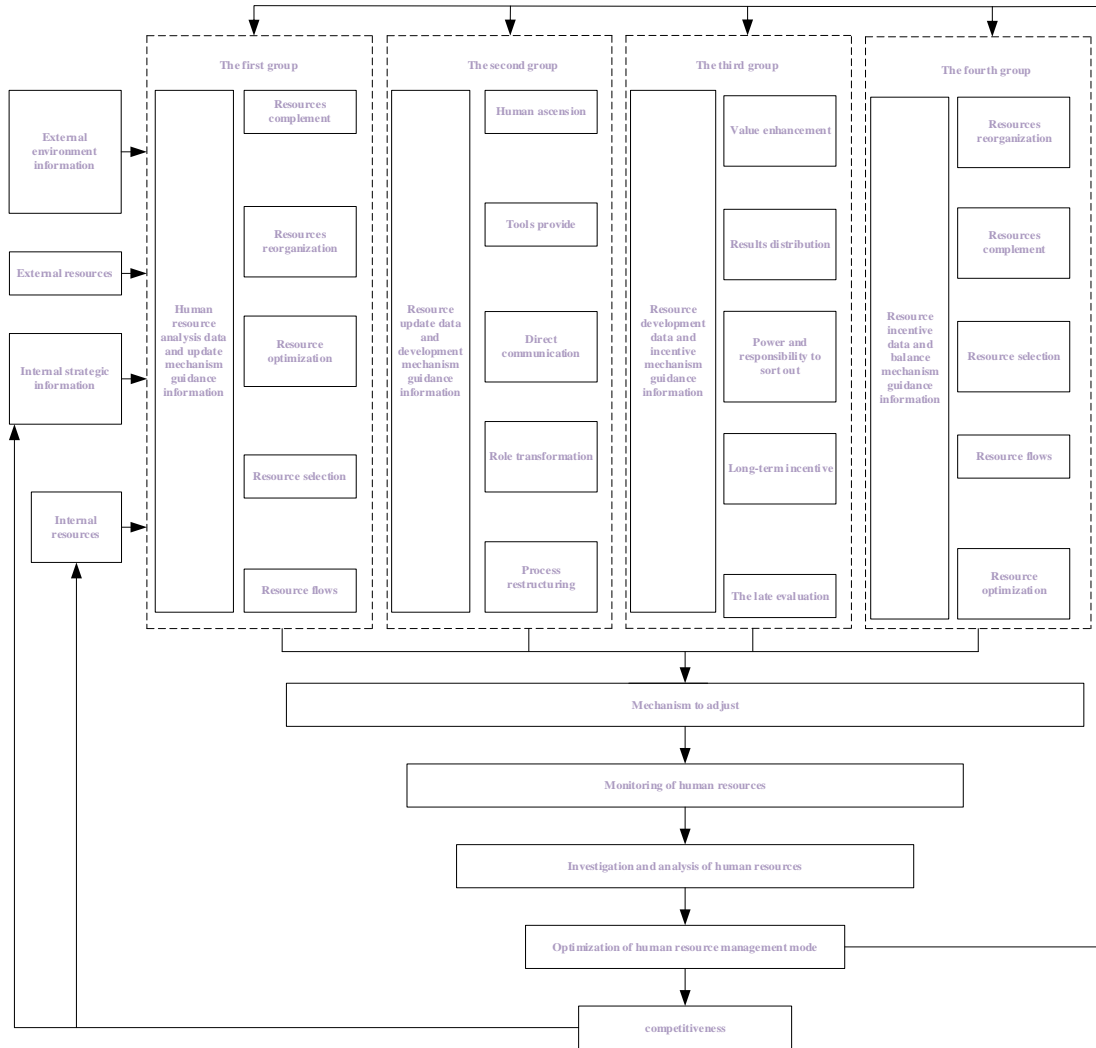 The first group
The second group
The third group
The fourth group
External
environment
information
External resources
Internal strategic
information
Internal
resources
Human
resource
analysis data
and update
mechanism
guidance
information
Resources
complement
Resources
reorganization
Resource
optimization
Resource selection
Resource flows
Resource
update data
and
development
mechanism
guidance
information
Human ascension
Tools provide
Direct
communication
Role transformation
Process
restructuring
Resource
development
data and
incentive
mechanism
guidance
information
Value enhancement
Results distribution
Power and
responsibility to
sort out
Long-term incentive
The late evaluation
Resource
incentive
data and
balance
mechanism
guidance
information
Resources
reorganization
Resources
complement
Resource selection
Resource flows
Resource
optimization
Mechanism to adjust
Monitoring of human resources
Investigation and analysis of human resources
Optimization of human resource management mode
competitiveness